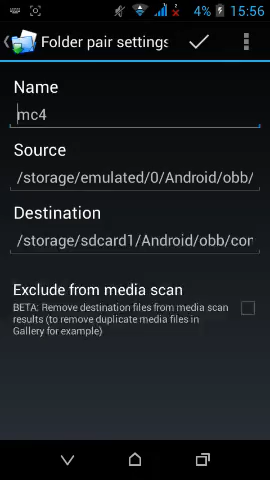 4% 15:56
Folder pair settings
Name
mc4
Source
/storage/emulated/0/Android/obb/
Destination
/storage/sdcard1/Android/obb/con
Exclude from media scan
BETA: Remove destination files from media scan
results (to remove duplicate media files in
Gallery for example)